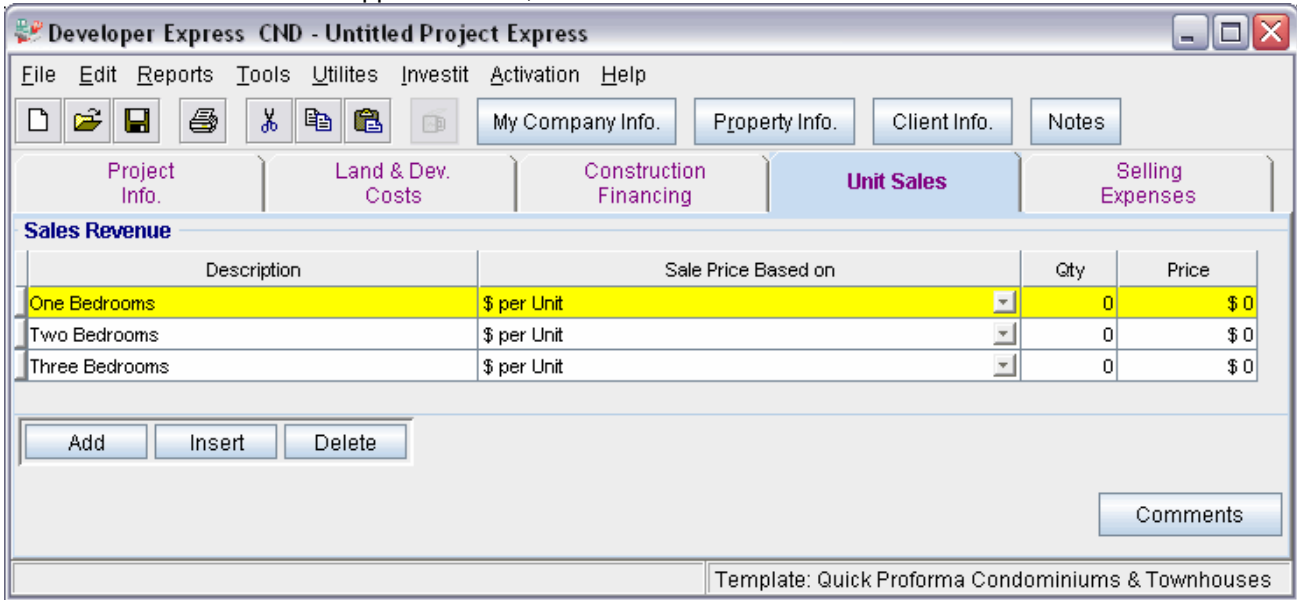 Developer Express CND - Untitled Project Express
File Edit Reports Tools Utilites Investit Activation Help
My Company Info. Property Info. Client Info. Notes
Project Info. Land & Dev. Costs Construction Financing Unit Sales Selling Expenses
Sales Revenue
Description Sale Price Based on Qty Price
One Bedrooms $ per Unit 0 $ 0
Two Bedrooms $ per Unit 0 $ 0
Three Bedrooms $ per Unit 0 $ 0
Add Insert Delete
Comments
Template: Quick Proforma Condominiums & Townhouses